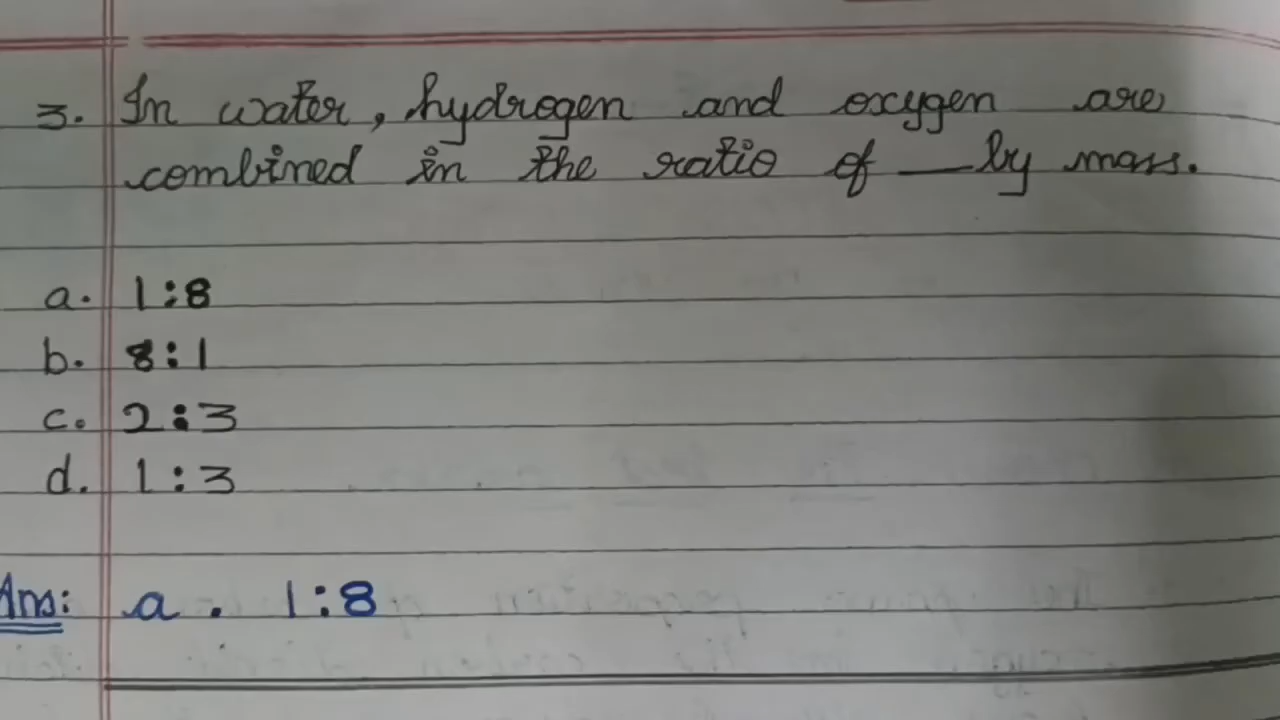 3. In water, hydrogen and oxygen are
combined in the ratio of __ by mass.
a. 1:8
b. 8:1
c. 2:3
d. 1:3
Ans: a. 1:8